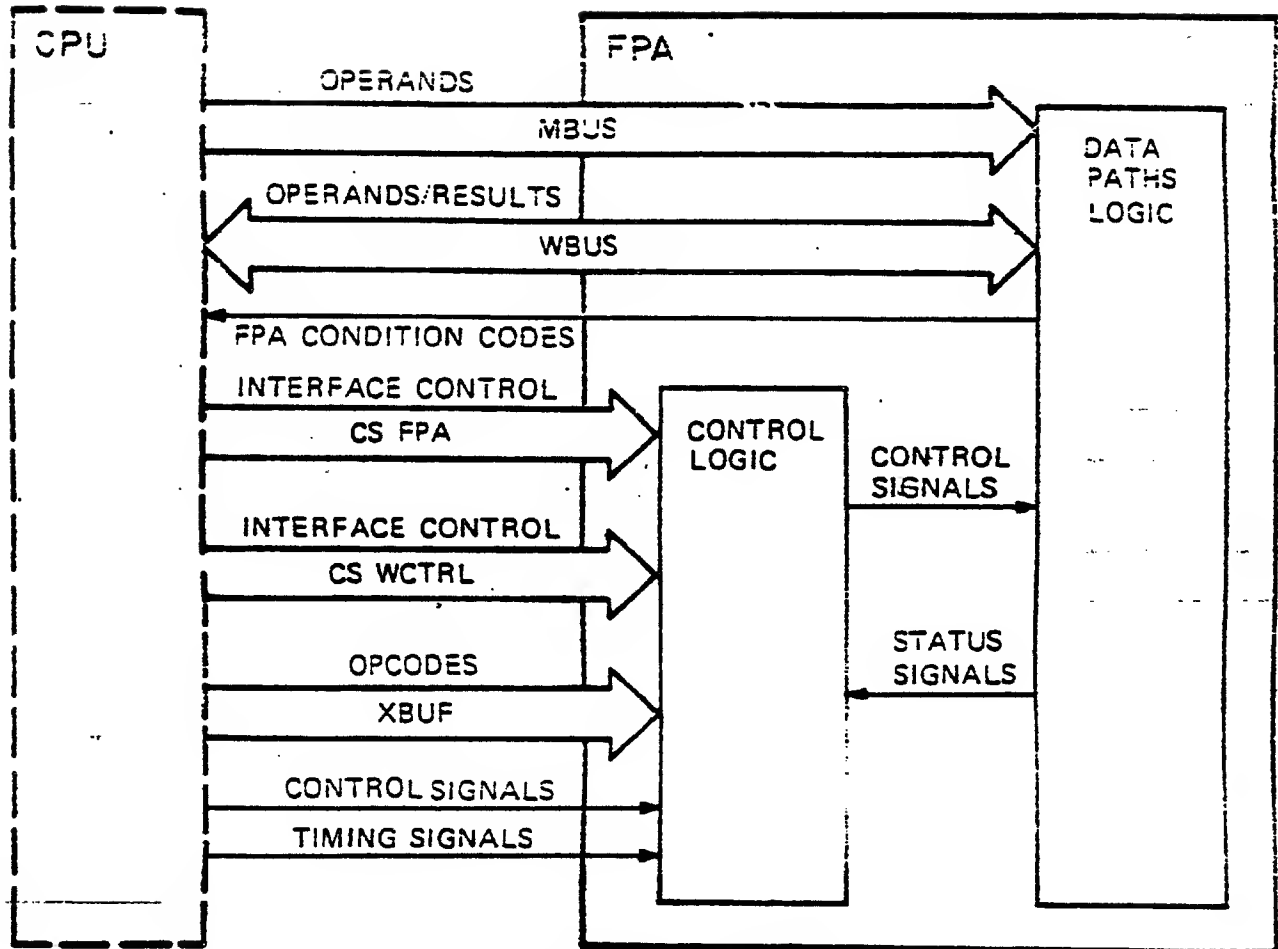 CPU
FPA
OPERANDS
MBUS
OPERANDS/RESULTS
WBUS
FPA CONDITION CODES
INTERFACE CONTROL
CS FPA
INTERFACE CONTROL
CS WCTRL
OPCODES
XBUF
CONTROL SIGNALS
TIMING SIGNALS
CONTROL
LOGIC
CONTROL
SIGNALS
STATUS
SIGNALS
DATA
PATHS
LOGIC